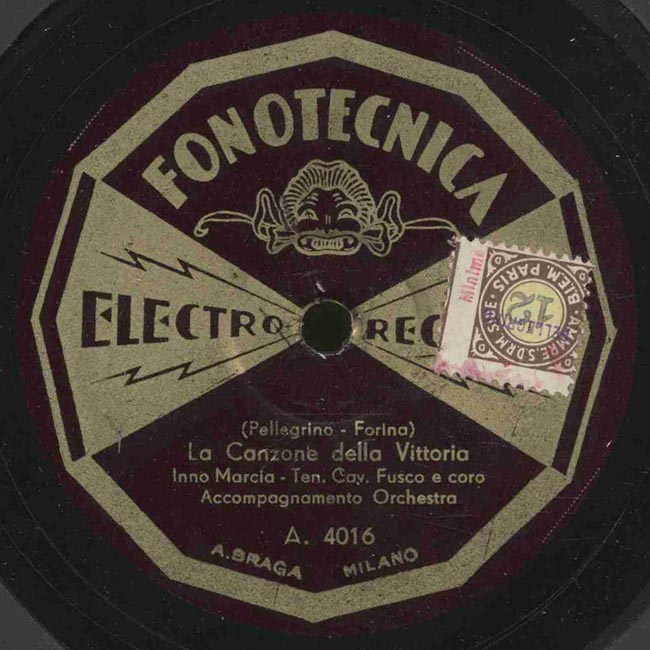 FONOTECNICA
ELECTRO REC
(Pellegrino - Forina)
La Canzone della Vittoria
Inno Marcia - Ten. Cav. Fusco e coro
Accompagnamento Orchestra
A. 4016
A. BRAGA MILANO
Minime
BIEM. PARIS